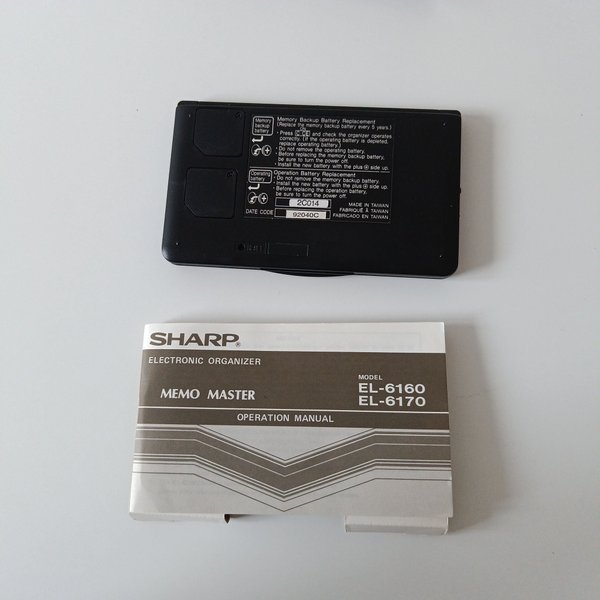 Memory backup battery
Memory Backup Battery Replacement
(Replace the memory backup battery every 5 years.)
• Press and check the organizer operates
correctly. (If the operating battery is depleted,
replace operating battery.)
• Do not remove the operating battery.
• Before replacing the memory backup battery,
be sure to turn the power off.
• Install the new battery with the plus ⊕ side up.
Operating battery
Operation Battery Replacement
• Do not remove the memory backup battery.
• Install the new battery with the plus ⊕ side up.
• Before replacing the operation battery,
be sure to turn the power off.
2C014
MADE IN TAIWAN
FABRIQUÉ À TAIWAN
DATE CODE 92040C FABRICADO EN TAIWAN
SHARP®
ELECTRONIC ORGANIZER
MODEL
MEMO MASTER EL-6160
EL-6170
OPERATION MANUAL